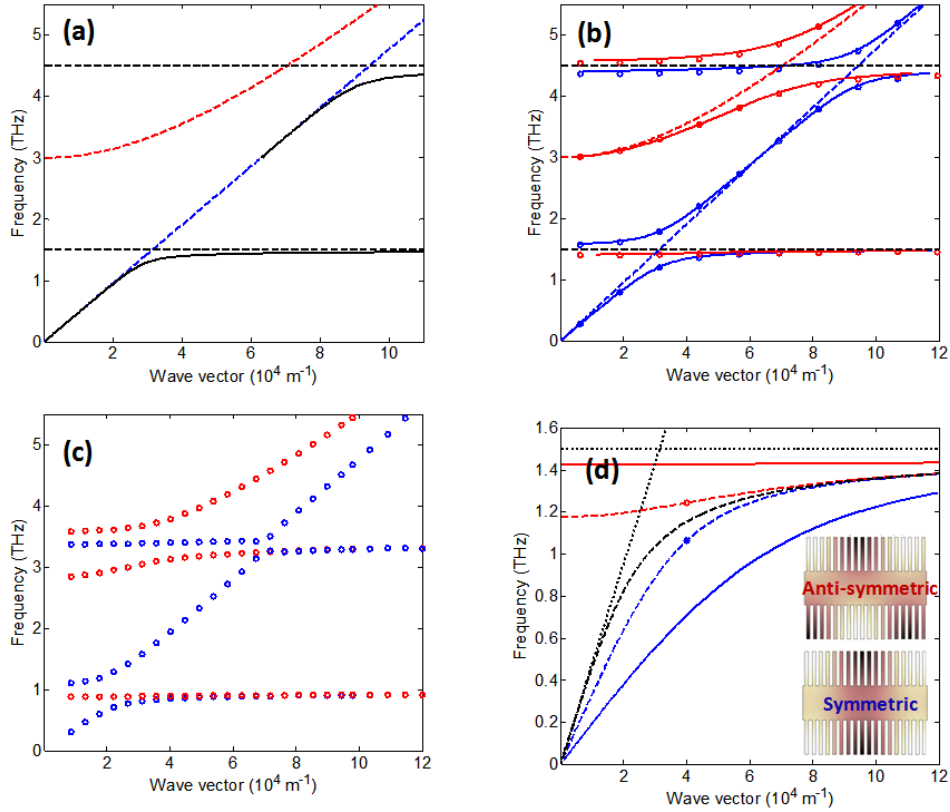 (a)
5
4
3
2
1
0
Frequency (THz)
2 4 6 8 10
Wave vector (10⁴ m⁻¹)
(b)
5
4
3
2
1
0
Frequency (THz)
2 4 6 8 10 12
Wave vector (10⁴ m⁻¹)
(c)
5
4
3
2
1
0
Frequency (THz)
2 4 6 8 10 12
Wave vector (10⁴ m⁻¹)
(d)
1.6
1.4
1.2
1
0.8
0.6
0.4
0.2
0
Frequency (THz)
Anti-symmetric
Symmetric
2 4 6 8 10 12
Wave vector (10⁴ m⁻¹)